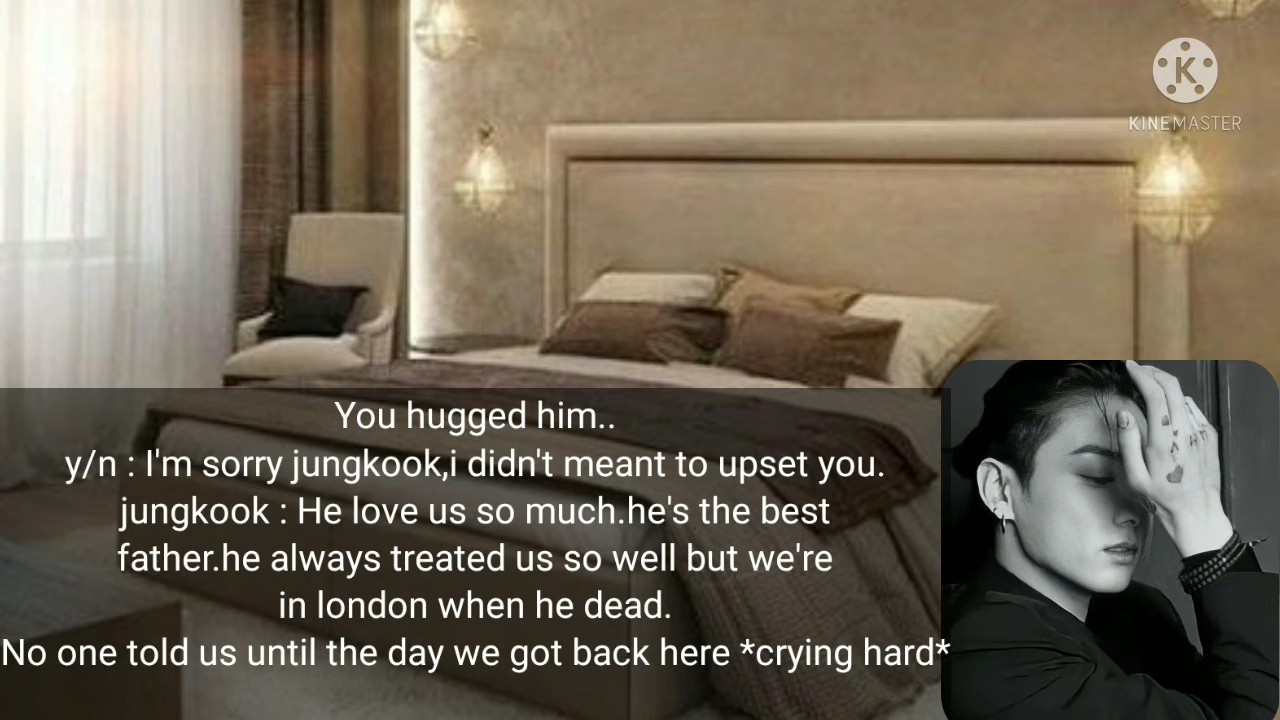 KINEMASTER
You hugged him..
y/n : I'm sorry jungkook,i didn't meant to upset you.
jungkook : He love us so much.he's the best
father.he always treated us so well but we're
in london when he dead.
No one told us until the day we got back here *crying hard*